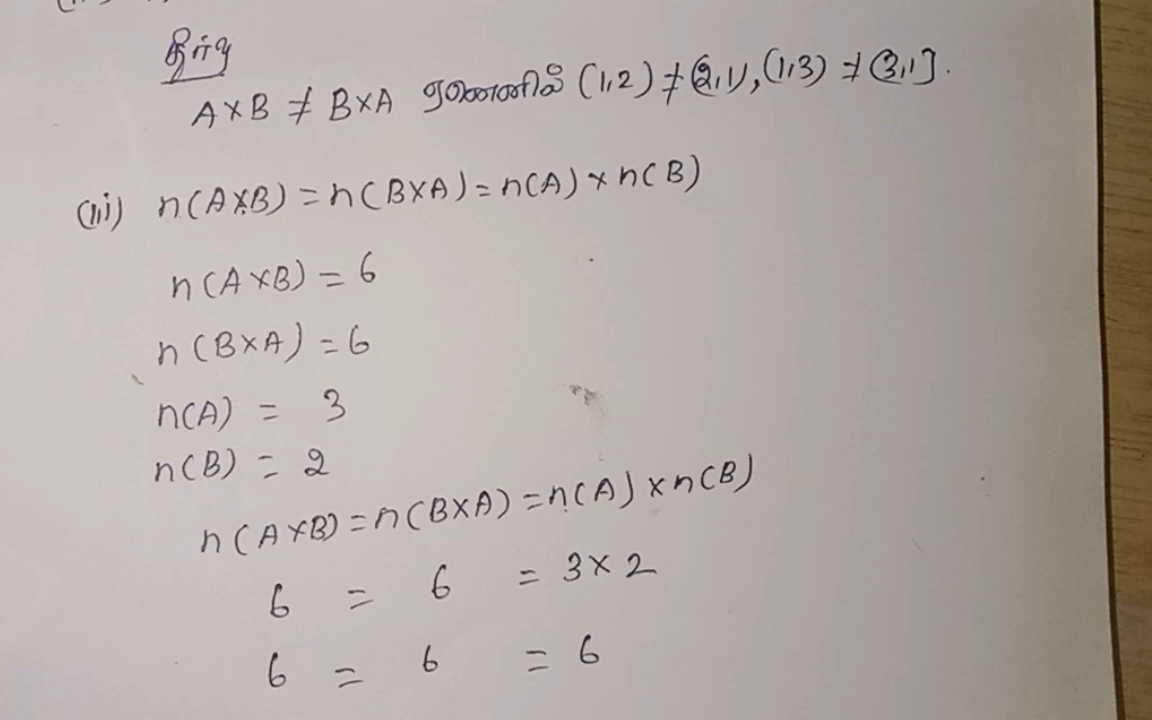 தீர்வு
A×B ≠ B×A ஏனெனில் (1,2) ≠ (2,1), (1,3) ≠ (3,1].
(iii) n(A×B) = n(B×A) = n(A) × n(B)
n(A×B) = 6
n(B×A) = 6
n(A) = 3
n(B) = 2
n(A×B) = n(B×A) = n(A) × n(B)
6 = 6 = 3×2
6 = 6 = 6